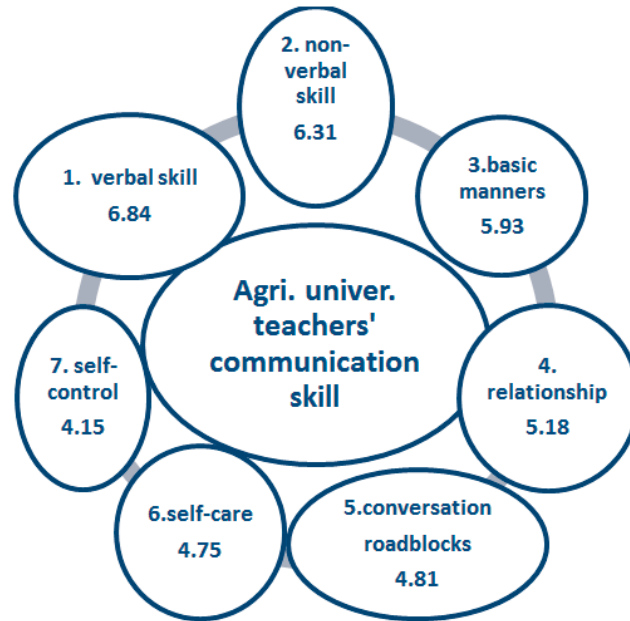 2. non-
verbal
skill
6.31
1. verbal skill
6.84
3.basic
manners
5.93
Agri. univer.
teachers'
communication
skill
4.
relationship
5.18
7. self-
control
4.15
6.self-care
4.75
5.conversation
roadblocks
4.81